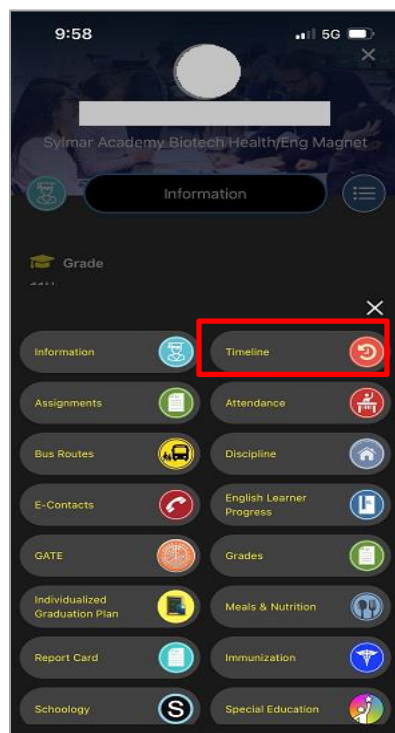 9:58
5G
Sylmar Academy Biotech Health/Eng Magnet
Information
Grade
Information
Timeline
Assignments
Attendance
Bus Routes
Discipline
E-Contacts
English Learner
Progress
GATE
Grades
Individualized
Graduation Plan
Meals & Nutrition
Report Card
Immunization
Schoology
S
Special Education